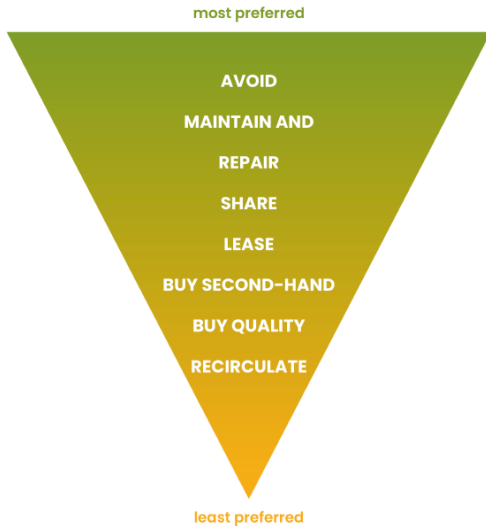 most preferred
AVOID
MAINTAIN AND
REPAIR
SHARE
LEASE
BUY SECOND-HAND
BUY QUALITY
RECIRCULATE
least preferred